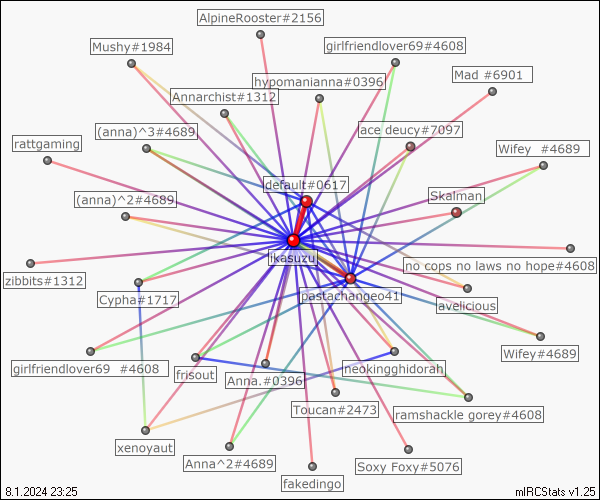 AlpineRooster#2156
Mushy#1984
girlfriendlover69#4608
Mad #6901
hypomanianna#0396
Annarchist#1312
(anna)^3#4689
ace deucy#7097
rattgaming
Wifey  #4689
default#0617
(anna)^2#4689
Skalman
likasuzu
no cops no laws no hope#4608
zibbits#1312
Cypha#1717
pastachangeo41
avelicious
Wifey#4689
girlfriendlover69  #4608
frisout
Anna.#0396
neokingghidorah
Toucan#2473
ramshackle gorey#4608
xenoyaut
Anna^2#4689
Soxy Foxy#5076
fakedingo
8.1.2024 23:25
mIRCStats v1.25